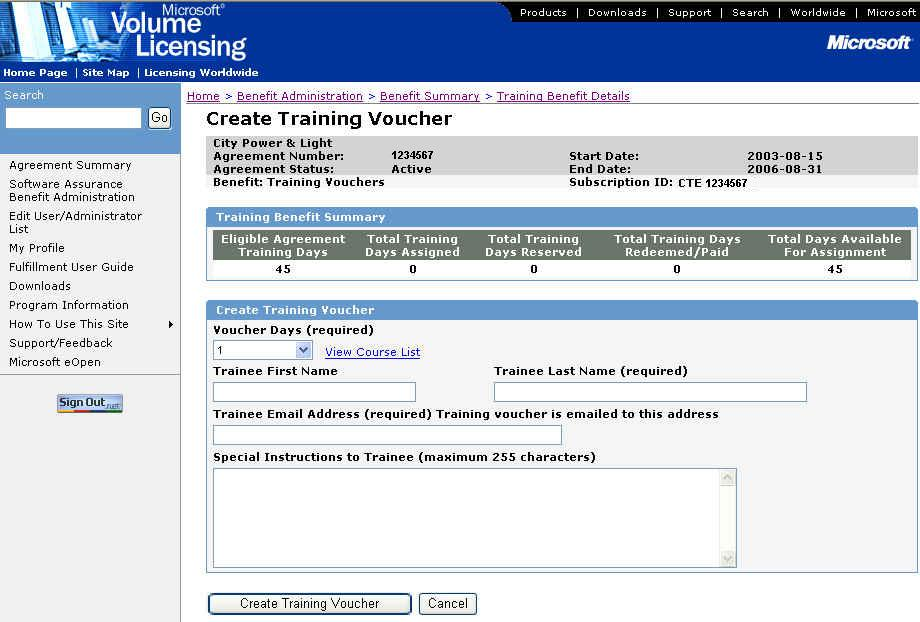 Microsoft®
Volume
Licensing
Products | Downloads | Support | Search | Worldwide | Microsoft
Microsoft
Home Page | Site Map | Licensing Worldwide
Search
Go
Agreement Summary
Software Assurance
Benefit Administration
Edit User/Administrator
List
My Profile
Fulfillment User Guide
Downloads
Program Information
How To Use This Site
Support/Feedback
Microsoft eOpen
Sign Out .net
Home > Benefit Administration > Benefit Summary > Training Benefit Details
Create Training Voucher
City Power & Light
Agreement Number: 1234567 Start Date: 2003-08-15
Agreement Status: Active End Date: 2006-08-31
Benefit: Training Vouchers Subscription ID: CTE 1234567
Training Benefit Summary
Eligible Agreement Total Training Total Training Total Training Days Total Days Available
Training Days Days Assigned Days Reserved Redeemed/Paid For Assignment
45 0 0 0 45
Create Training Voucher
Voucher Days (required)
1 View Course List
Trainee First Name Trainee Last Name (required)
Trainee Email Address (required) Training voucher is emailed to this address
Special Instructions to Trainee (maximum 255 characters)
Create Training Voucher Cancel